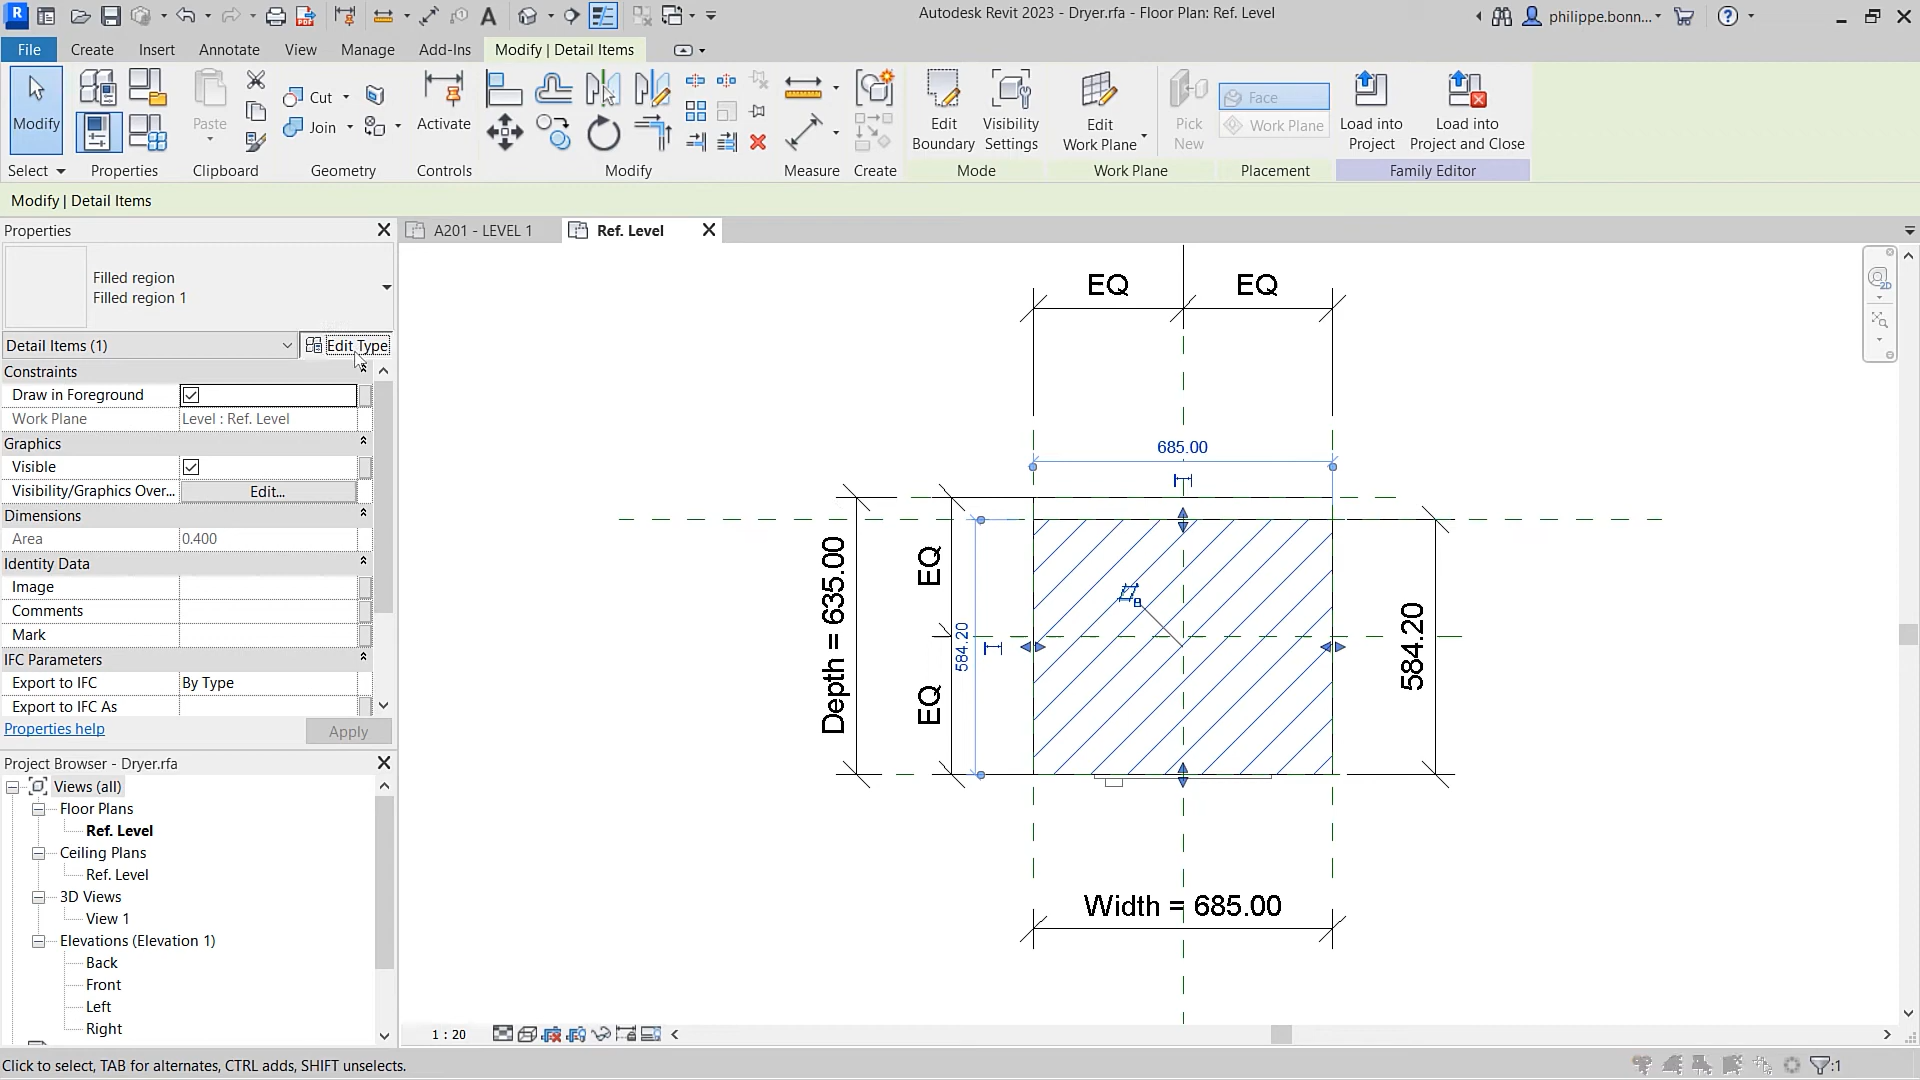 Autodesk Revit 2023 - Dryer.rfa - Floor Plan: Ref. Level
philippe.bonn...
File
Create
Insert
Annotate
View
Manage
Add-Ins
Modify | Detail Items
Modify
Paste
Cut
Join
Activate
Edit
Boundary
Visibility
Settings
Edit
Work Plane
Pick
New
Face
Work Plane
Load into
Project
Load into
Project and Close
Select
Properties
Clipboard
Geometry
Controls
Modify
Measure
Create
Mode
Work Plane
Placement
Family Editor
Modify | Detail Items
Properties
A201 - LEVEL 1
Ref. Level
Filled region
Filled region 1
Detail Items (1)
Edit Type
Constraints
Draw in Foreground
Work Plane
Level : Ref. Level
Graphics
Visible
Visibility/Graphics Over...
Edit...
Dimensions
Area
0.400
Identity Data
Image
Comments
Mark
IFC Parameters
Export to IFC
By Type
Export to IFC As
Properties help
Apply
Project Browser - Dryer.rfa
Views (all)
Floor Plans
Ref. Level
Ceiling Plans
Ref. Level
3D Views
View 1
Elevations (Elevation 1)
Back
Front
Left
Right
EQ
EQ
685.00
Depth = 635.00
EQ
EQ
584.20
584.20
Width = 685.00
2D
1 : 20
Click to select, TAB for alternates, CTRL adds, SHIFT unselects.
:1